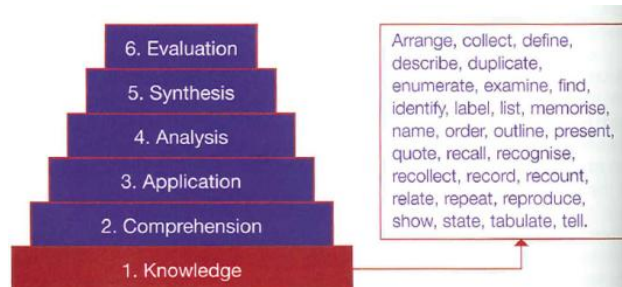 6. Evaluation
5. Synthesis
4. Analysis
3. Application
2. Comprehension
1. Knowledge
Arrange, collect, define,
describe, duplicate,
enumerate, examine, find,
identify, label, list, memorise,
name, order, outline, present,
quote, recall, recognise,
recollect, record, recount,
relate, repeat, reproduce,
show, state, tabulate, tell.